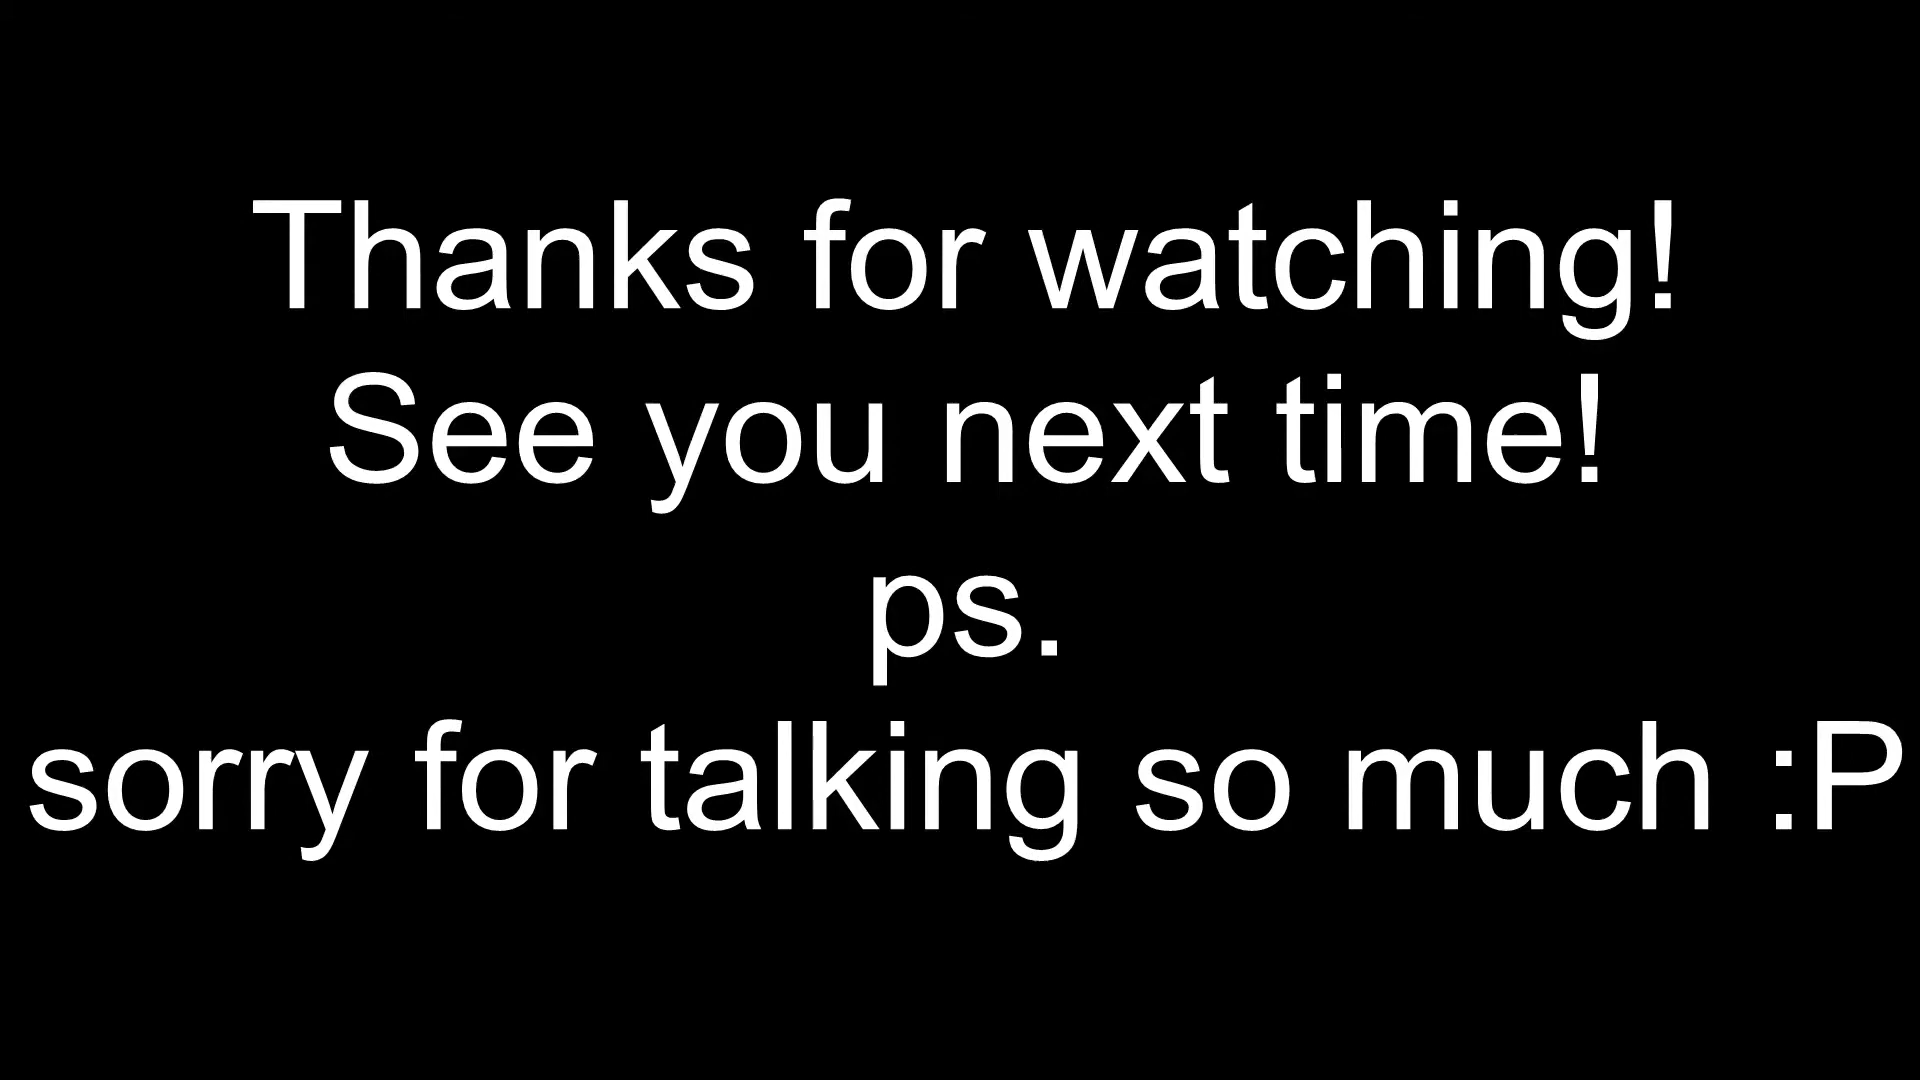 Thanks for watching!
See you next time!
ps.
sorry for talking so much :P